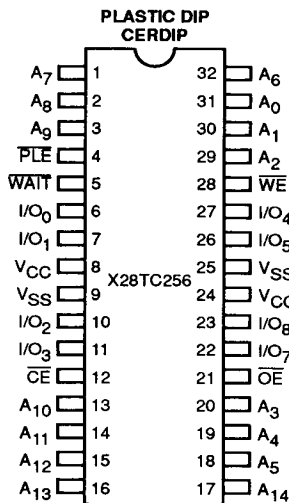 PLASTIC DIP
CERDIP
A7 1 32 A6
A8 2 31 A0
A9 3 30 A1
PLE 4 29 A2
WAIT 5 28 WE
I/O0 6 27 I/O4
I/O1 7 26 I/O5
VCC 8 25 VSS
X28TC256
VSS 9 24 VCC
I/O2 10 23 I/O8
I/O3 11 22 I/O7
CE 12 21 OE
A10 13 20 A3
A11 14 19 A4
A12 15 18 A5
A13 16 17 A14